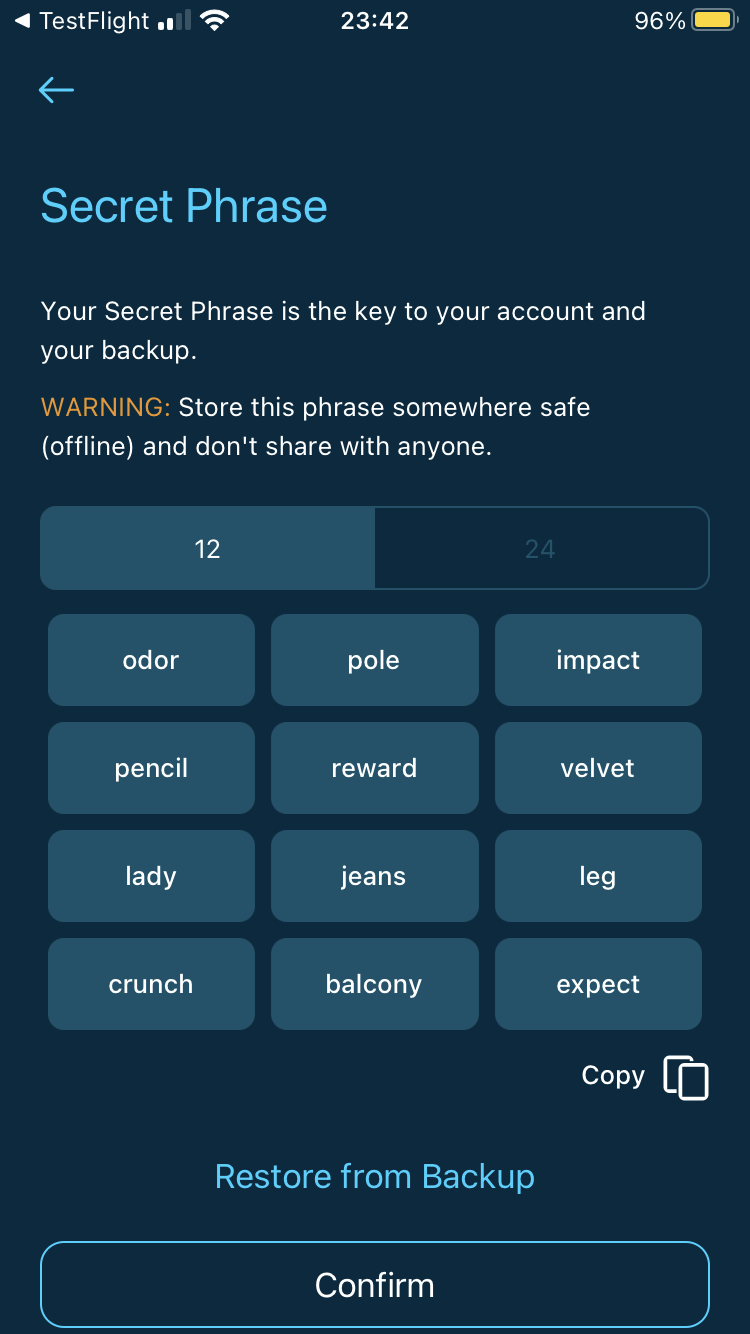 TestFlight 23:42 96%
Secret Phrase
Your Secret Phrase is the key to your account and
your backup.
WARNING: Store this phrase somewhere safe
(offline) and don't share with anyone.
12 24
odor pole impact
pencil reward velvet
lady jeans leg
crunch balcony expect
Copy
Restore from Backup
Confirm